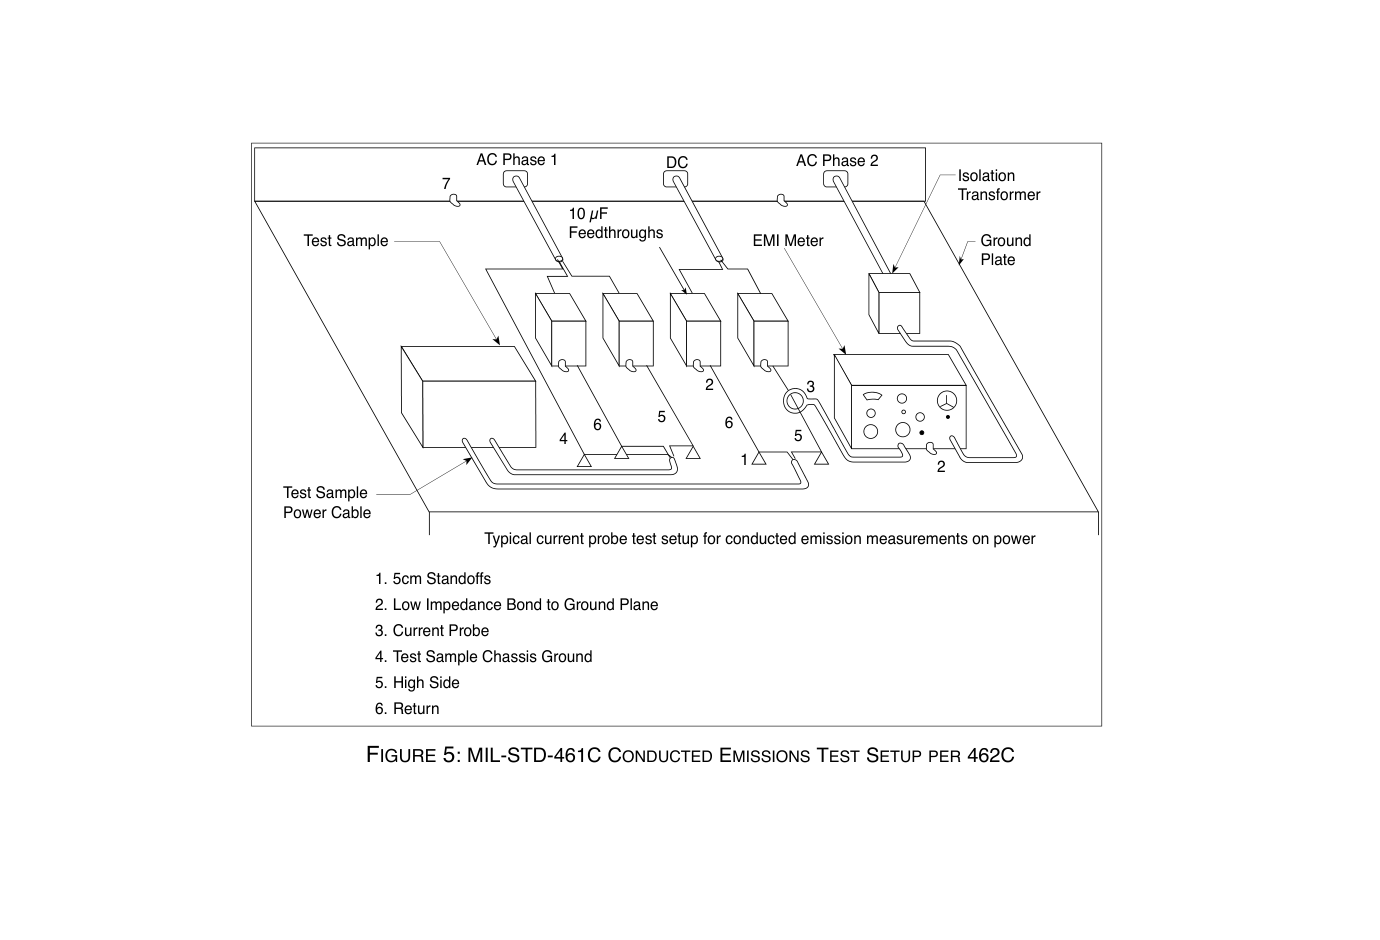 AC Phase 1
DC
AC Phase 2
7
Isolation
Transformer
10 µF
Feedthroughs
Test Sample
EMI Meter
Ground
Plate
2
3
4
6
5
6
5
1
2
Test Sample
Power Cable
Typical current probe test setup for conducted emission measurements on power
1. 5cm Standoffs
2. Low Impedance Bond to Ground Plane
3. Current Probe
4. Test Sample Chassis Ground
5. High Side
6. Return
FIGURE 5: MIL-STD-461C CONDUCTED EMISSIONS TEST SETUP PER 462C